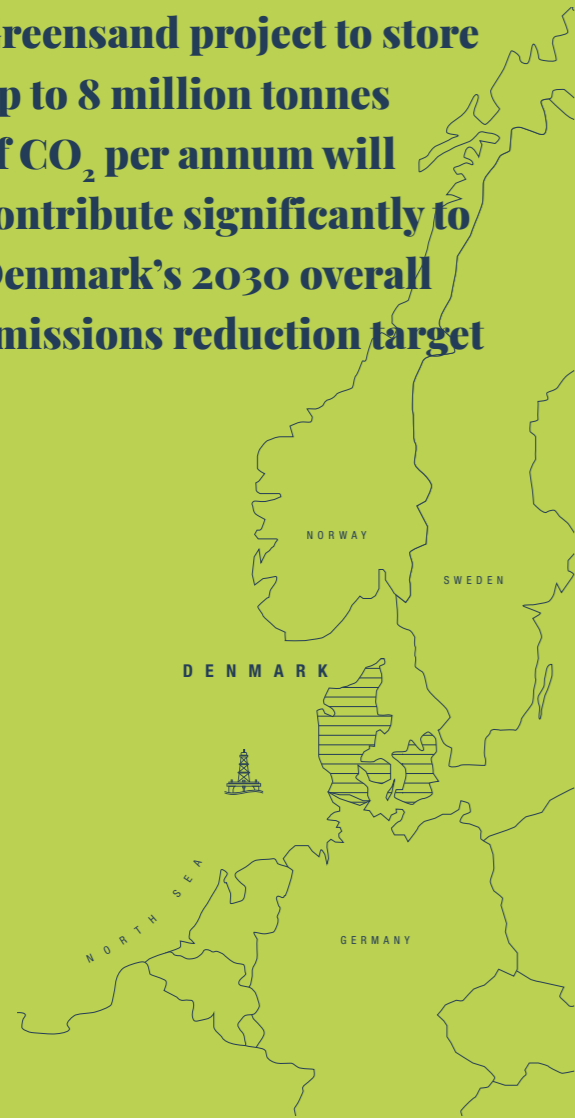 reensand project to store
p to 8 million tonnes
f CO₂ per annum will
ontribute significantly to
Denmark’s 2030 overall
missions reduction target
NORWAY
SWEDEN
DENMARK
NORTH SEA
GERMANY